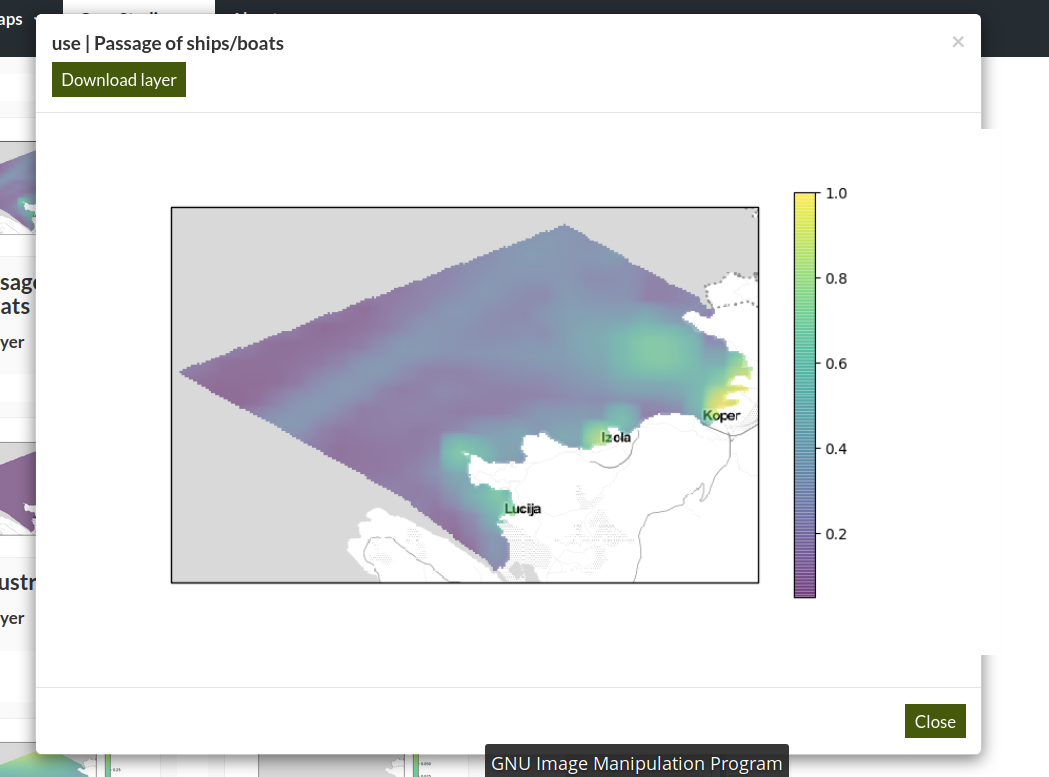 aps
use | Passage of ships/boats
×
Download layer
1.0
0.8
0.6
0.4
0.2
Koper
Izola
Lucija
sage
ats
yer
ustr
yer
Close
GNU Image Manipulation Program